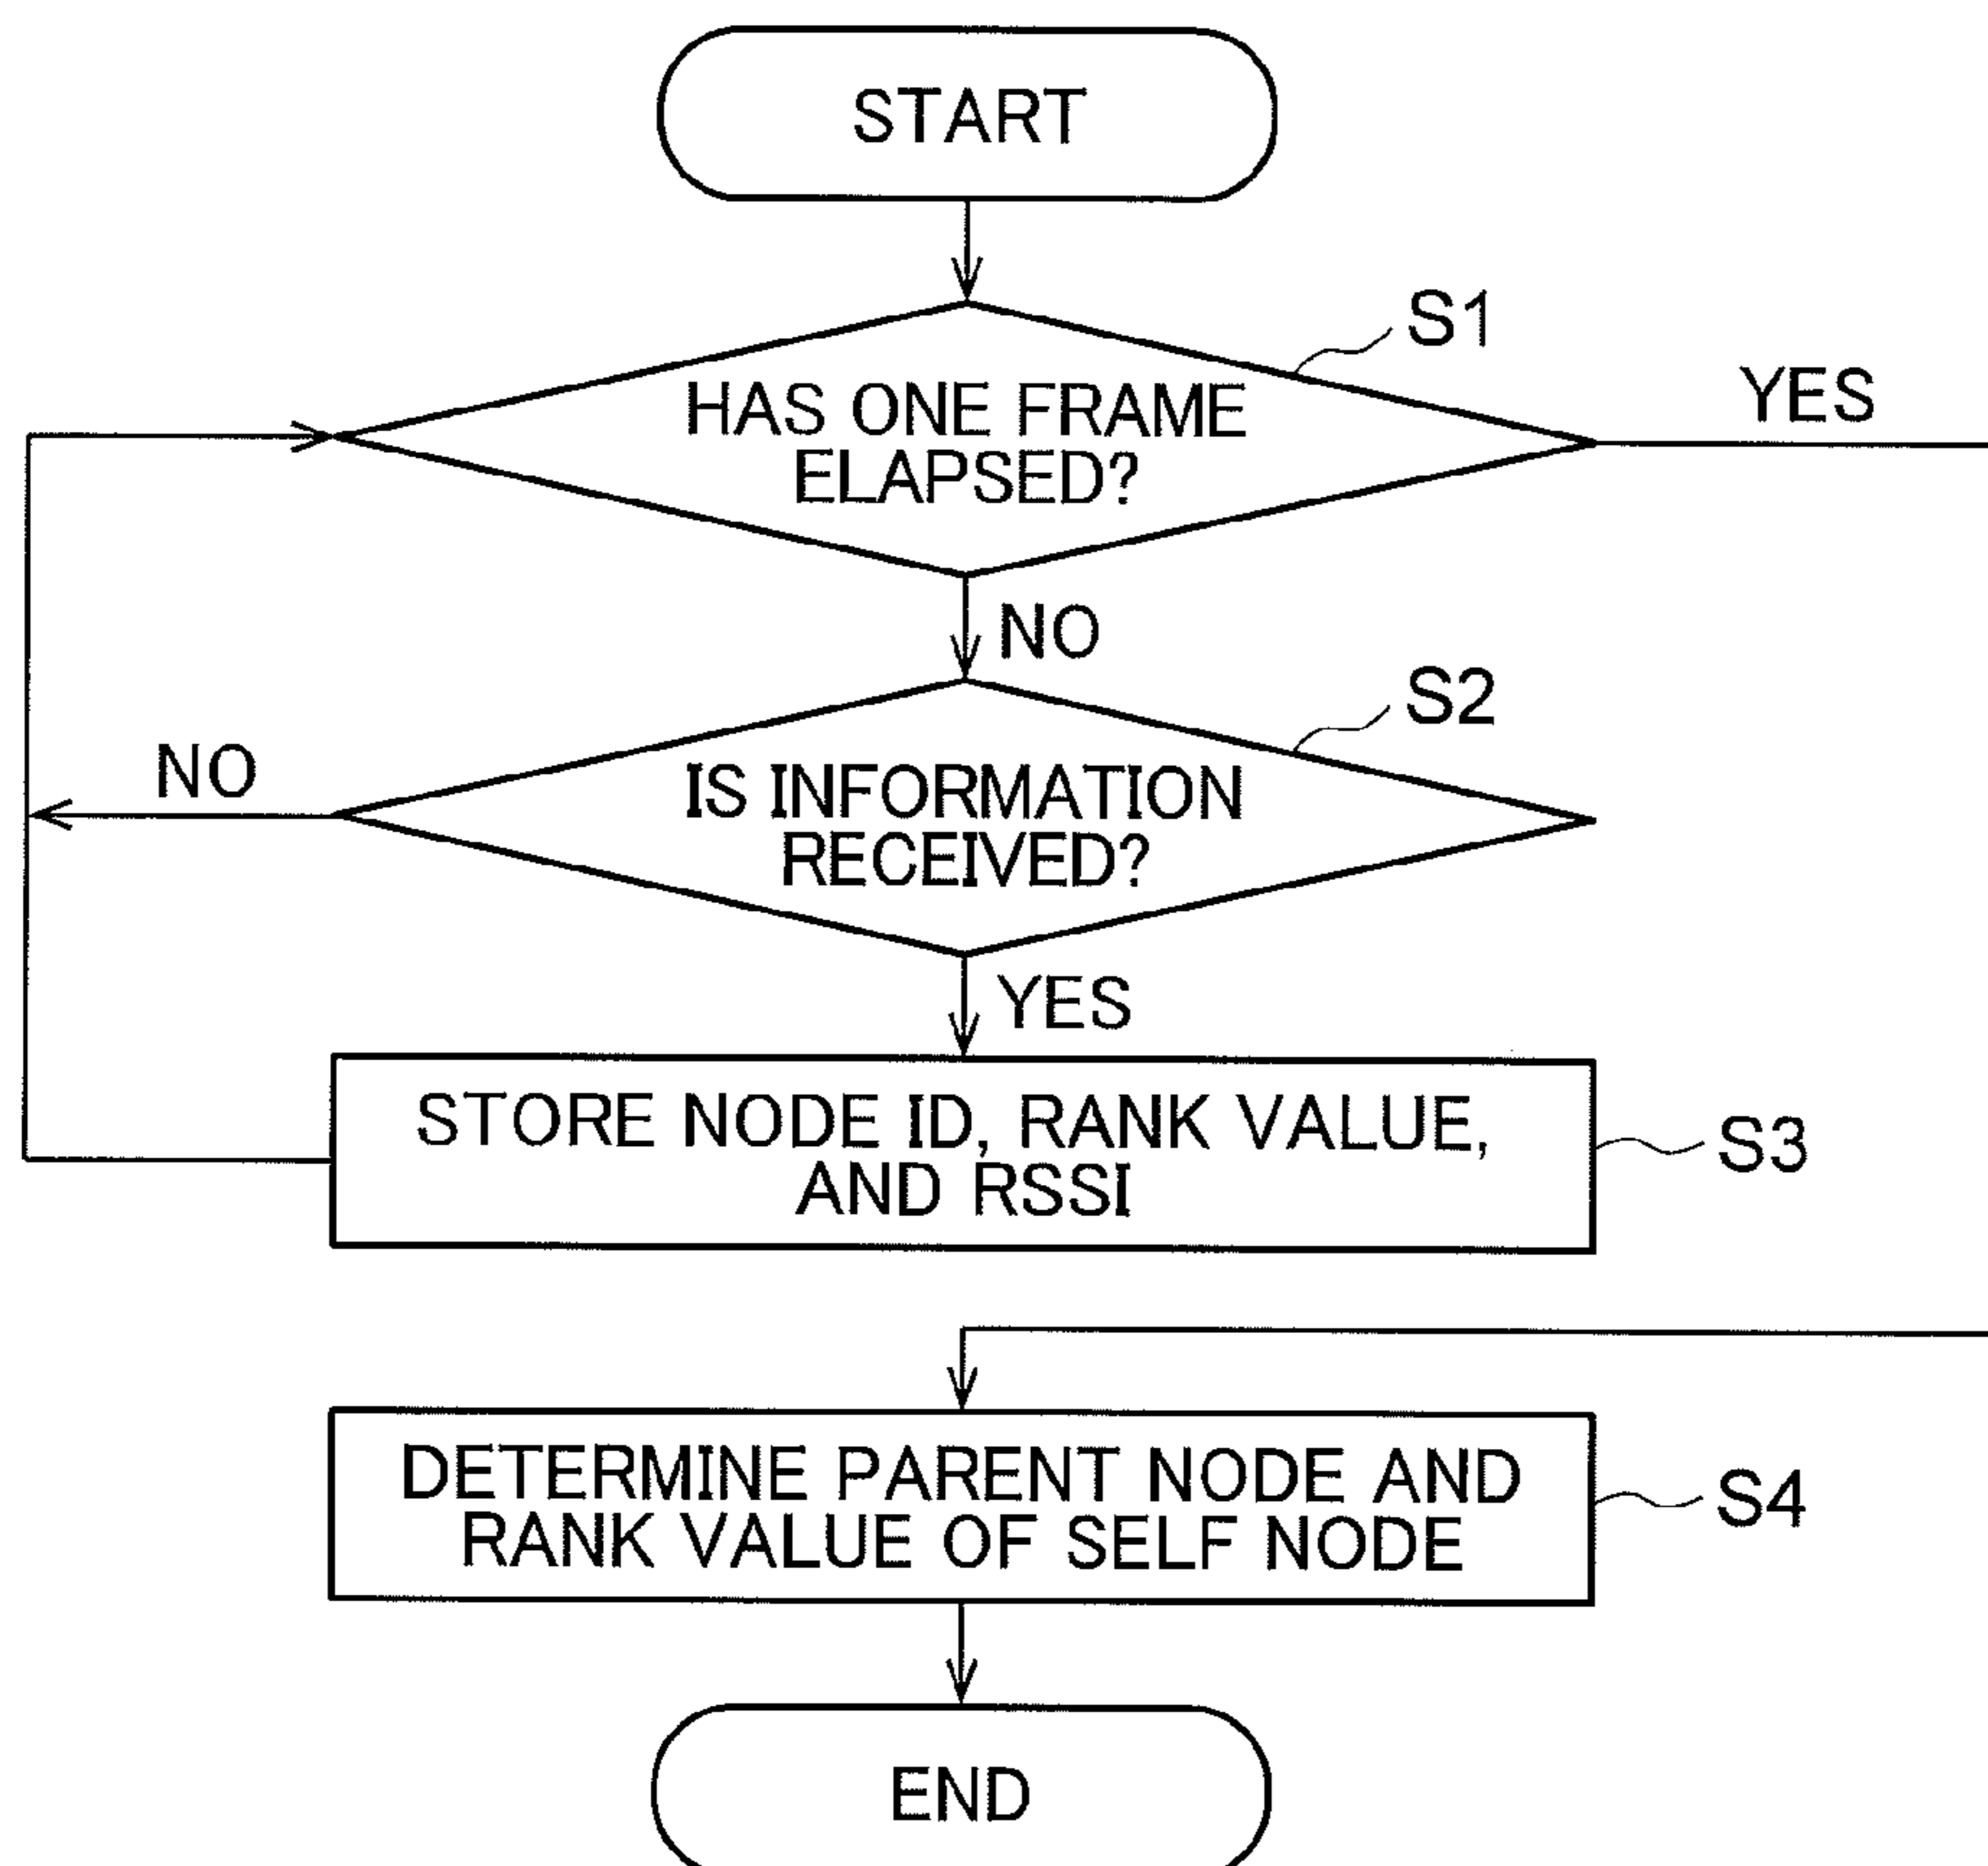 START
S1
HAS ONE FRAME
ELAPSED?
YES
NO
S2
IS INFORMATION
RECEIVED?
NO
YES
STORE NODE ID, RANK VALUE,
AND RSSI
S3
DETERMINE PARENT NODE AND
RANK VALUE OF SELF NODE
S4
END